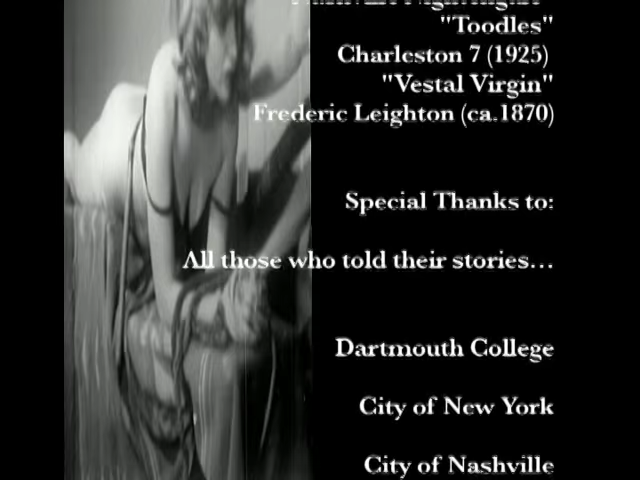 "Toodles"
Charleston 7 (1925)
"Vestal Virgin"
Frederic Leighton (ca.1870)
Special Thanks to:
All those who told their stories...
Dartmouth College
City of New York
City of Nashville